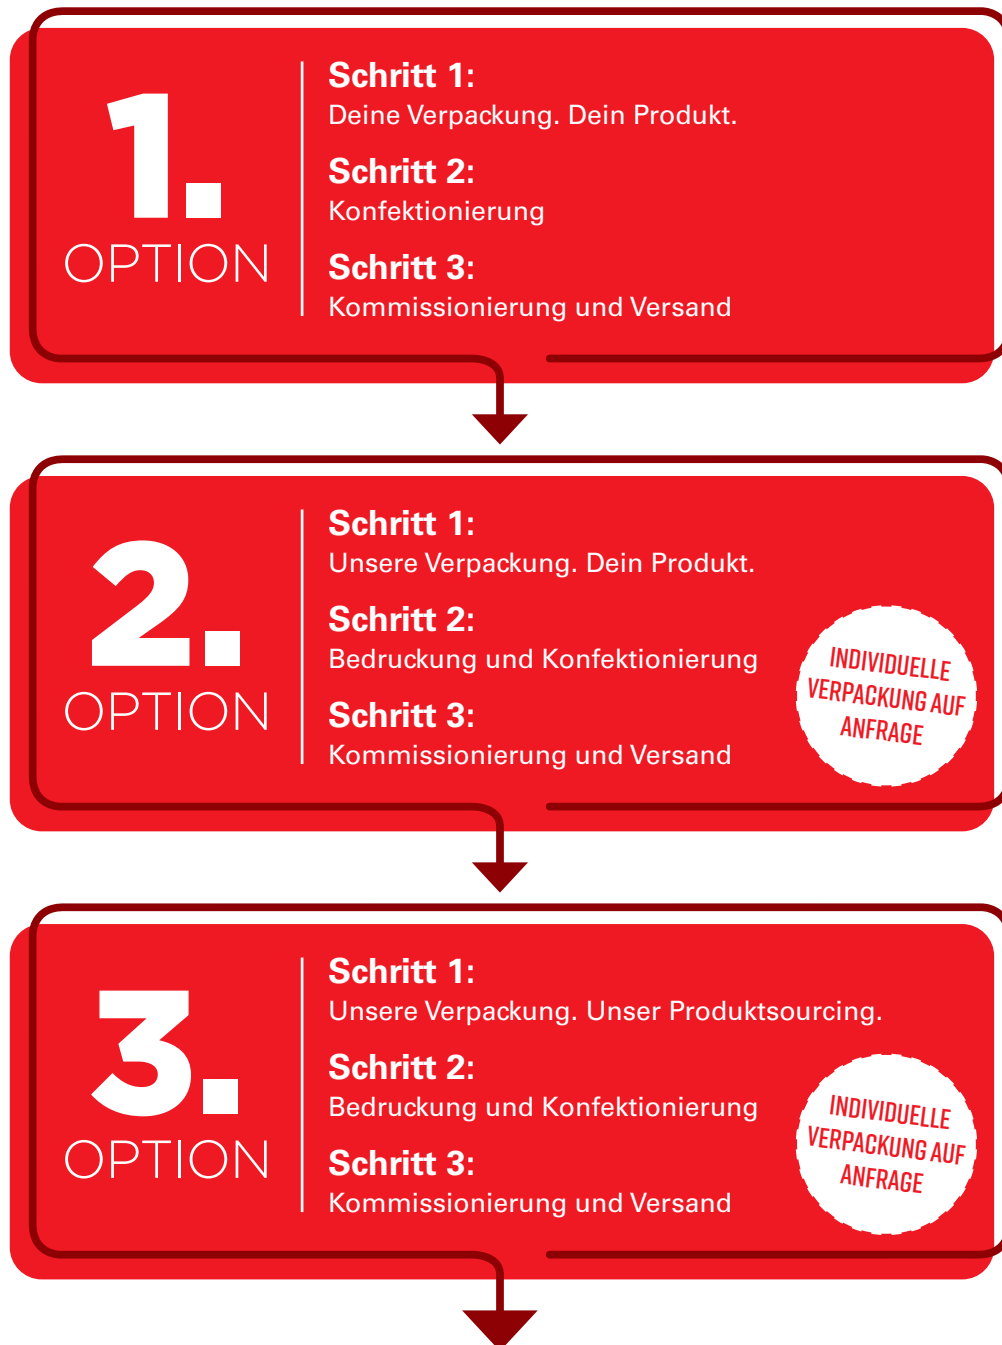 1.
OPTION
Schritt 1:
Deine Verpackung. Dein Produkt.
Schritt 2:
Konfektionierung
Schritt 3:
Kommissionierung und Versand
2.
OPTION
Schritt 1:
Unsere Verpackung. Dein Produkt.
Schritt 2:
Bedruckung und Konfektionierung
Schritt 3:
Kommissionierung und Versand
INDIVIDUELLE
VERPACKUNG AUF
ANFRAGE
3.
OPTION
Schritt 1:
Unsere Verpackung. Unser Produktsourcing.
Schritt 2:
Bedruckung und Konfektionierung
Schritt 3:
Kommissionierung und Versand
INDIVIDUELLE
VERPACKUNG AUF
ANFRAGE